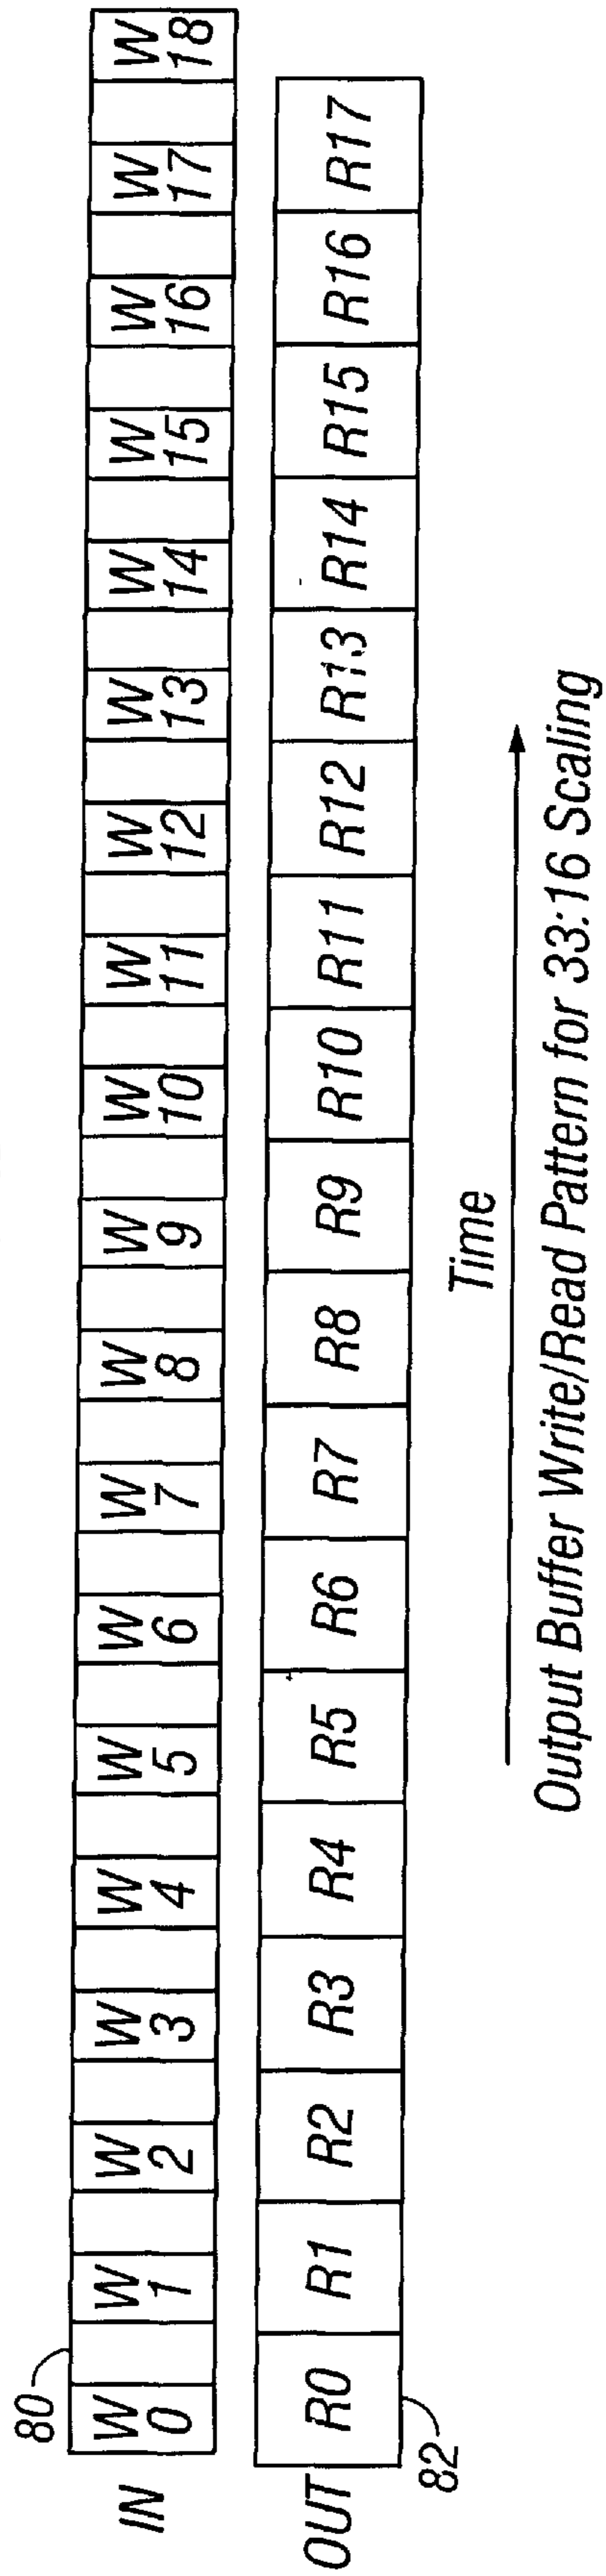 80
IN
W 0 W 1 W 2 W 3 W 4 W 5 W 6 W 7 W 8 W 9 W 10 W 11 W 12 W 13 W 14 W 15 W 16 W 17 W 18
OUT
R0 R1 R2 R3 R4 R5 R6 R7 R8 R9 R10 R11 R12 R13 R14 R15 R16 R17
82
Time
Output Buffer Write/Read Pattern for 33:16 Scaling